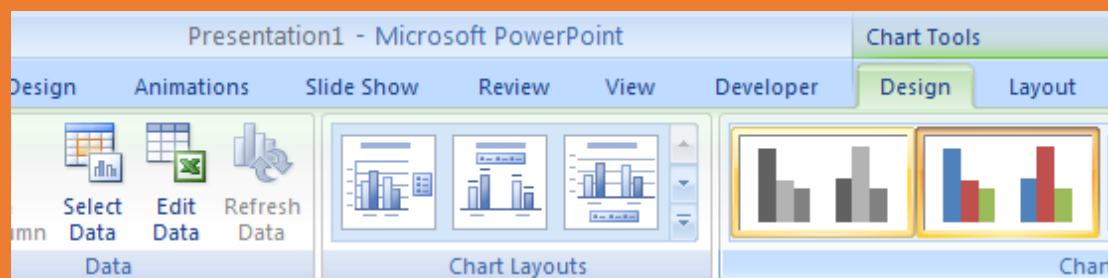 Presentation1 - Microsoft PowerPoint
Chart Tools
Animations
Slide Show
Review
View
Developer
Design
Layout
Select
Data
Edit
Data
Refresh
Data
Data
Chart Layouts